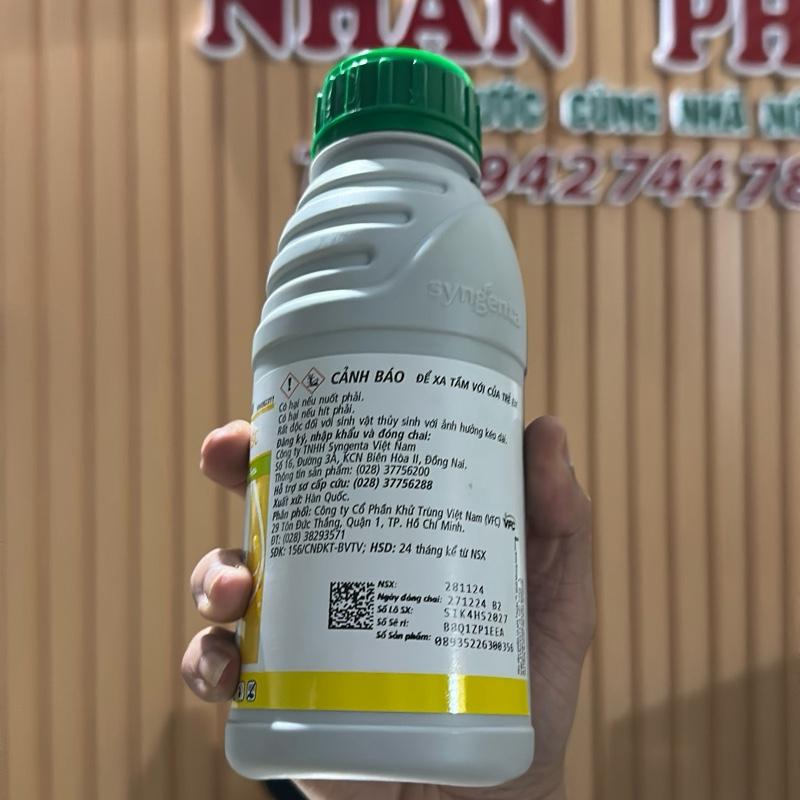 NHAN PH
ƯỚC CÙNG NHÀ NÔ
94274478
syngenta
CẢNH BÁO ĐỂ XA TẦM VỚI CỦA TRẺ EM
Có hại nếu nuốt phải.
Có hại nếu hít phải.
Rất độc đối với sinh vật thủy sinh với ảnh hưởng kéo dài.
Đăng ký, nhập khẩu và đóng chai:
Công ty TNHH Syngenta Việt Nam
Số 16, Đường 3A, KCN Biên Hòa II, Đồng Nai.
Thông tin sản phẩm: (028) 37756200
Hỗ trợ sơ cấp cứu: (028) 37756288
Xuất xứ: Hàn Quốc.
Phân phối: Công ty Cổ Phần Khử Trùng Việt Nam (VFC) VFC
29 Tôn Đức Thắng, Quận 1, TP. Hồ Chí Minh.
ĐT: (028) 38293571
SĐK: 156/CNĐKT-BVTV; HSD: 24 tháng kể từ NSX
NSX: 281124
Ngày đóng chai: 271224 B2
Số Lô SX: SIK4H52027
Số Sê ri: B8Q1ZP1EEA
Số Sản phẩm: 08935226300356